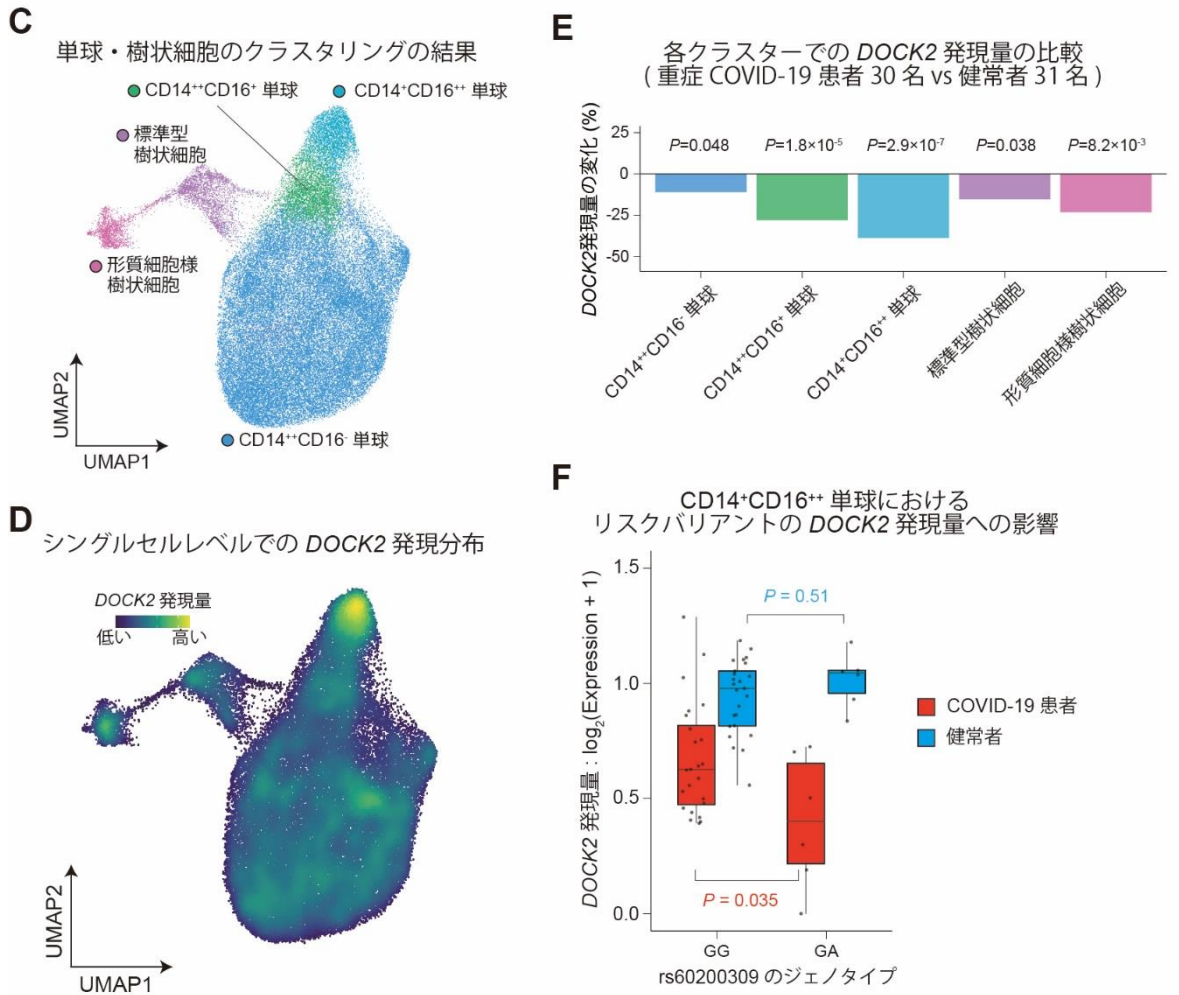 C
単球・樹状細胞のクラスタリングの結果
CD14⁺⁺CD16⁺ 単球
CD14⁺CD16⁺⁺ 単球
標準型
樹状細胞
形質細胞様
樹状細胞
CD14⁺⁺CD16⁻ 単球
UMAP2
UMAP1
D
シングルセルレベルでの DOCK2 発現分布
DOCK2 発現量
低い 高い
UMAP2
UMAP1
E
各クラスターでの DOCK2 発現量の比較
( 重症 COVID-19 患者 30 名 vs 健常者 31 名 )
DOCK2発現量の変化 (%)
25
0
-25
-50
P=0.048
P=1.8×10⁻⁵
P=2.9×10⁻⁷
P=0.038
P=8.2×10⁻³
CD14⁺⁺CD16⁻ 単球
CD14⁺⁺CD16⁺ 単球
CD14⁺CD16⁺⁺ 単球
標準型樹状細胞
形質細胞様樹状細胞
F
CD14⁺CD16⁺⁺ 単球における
リスクバリアントの DOCK2 発現量への影響
DOCK2 発現量 : log₂(Expression + 1)
1.5
1.0
0.5
0.0
P = 0.51
P = 0.035
COVID-19 患者
健常者
GG
GA
rs60200309 のジェノタイプ